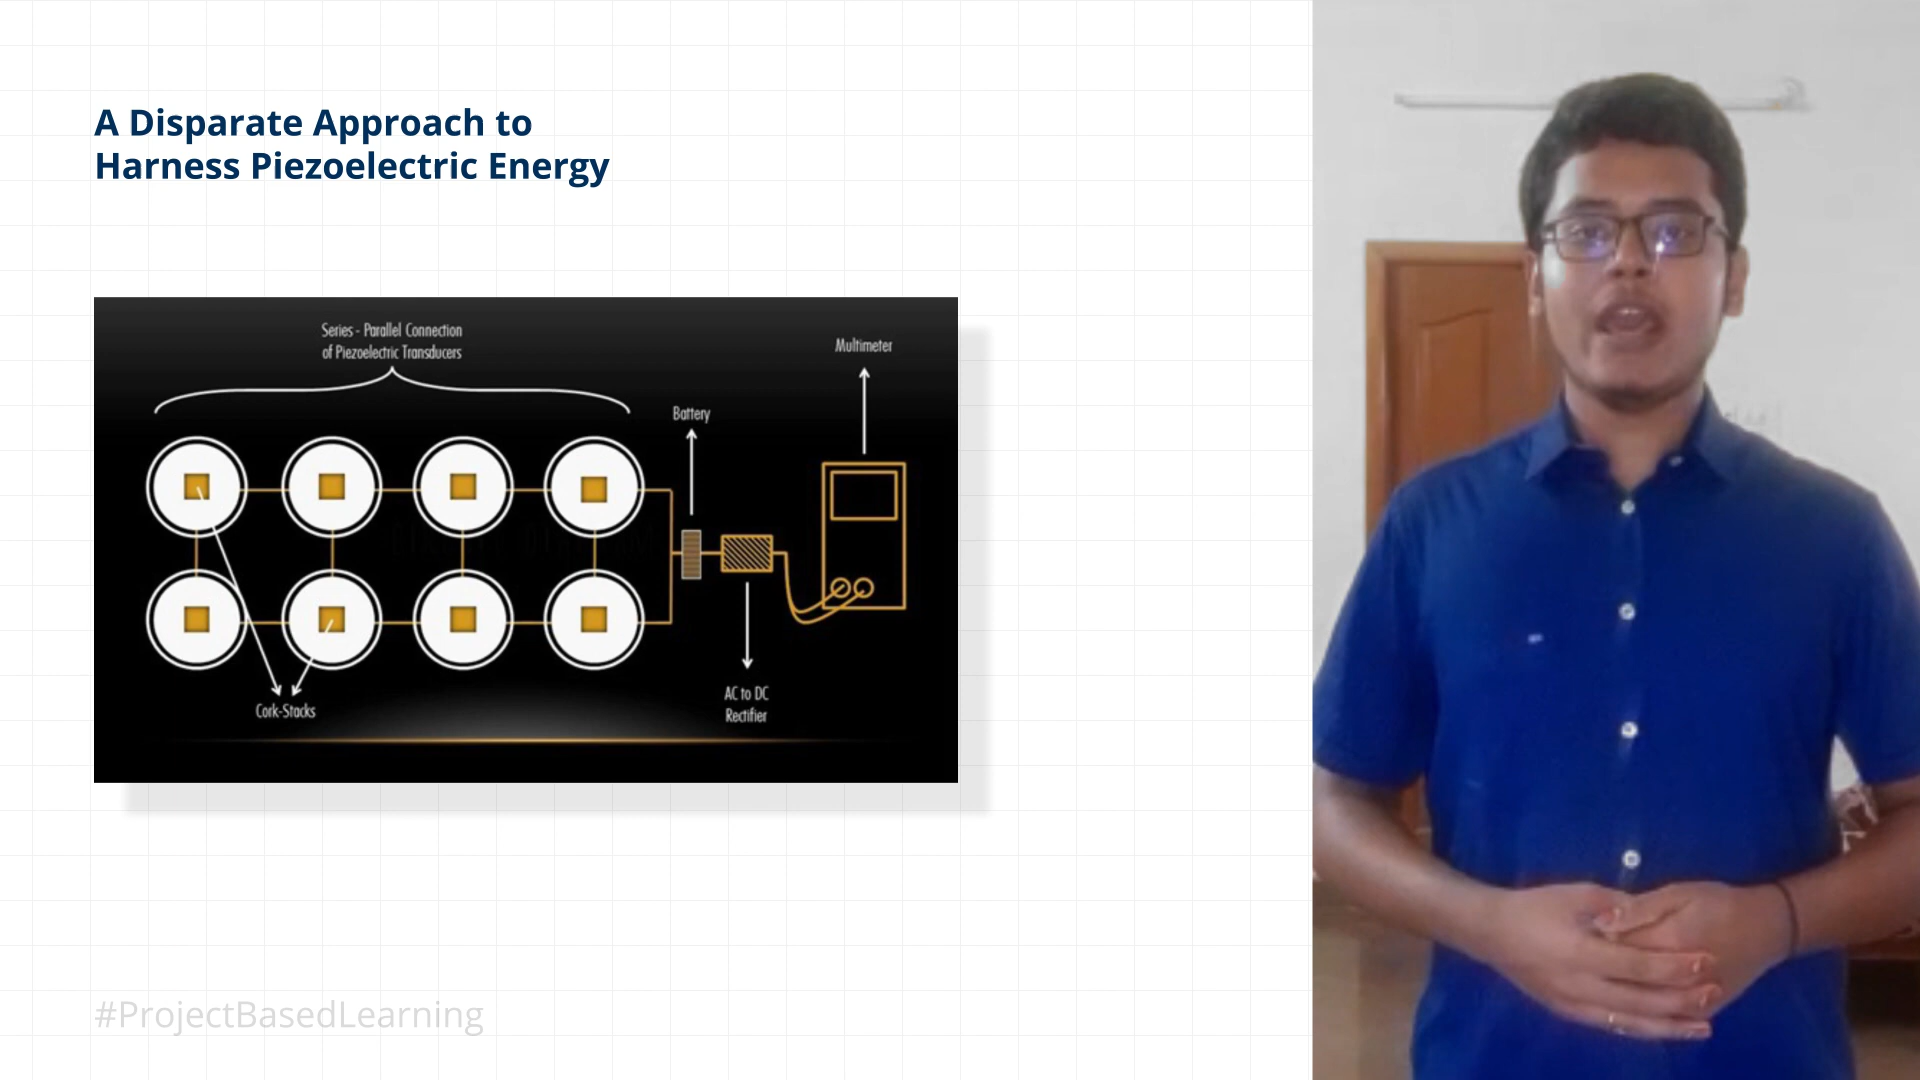 A Disparate Approach to
Harness Piezoelectric Energy
Series - Parallel Connection
of Piezoelectric Transducers
Multimeter
Battery
Cork-Stacks
AC to DC
Rectifier
#ProjectBasedLearning